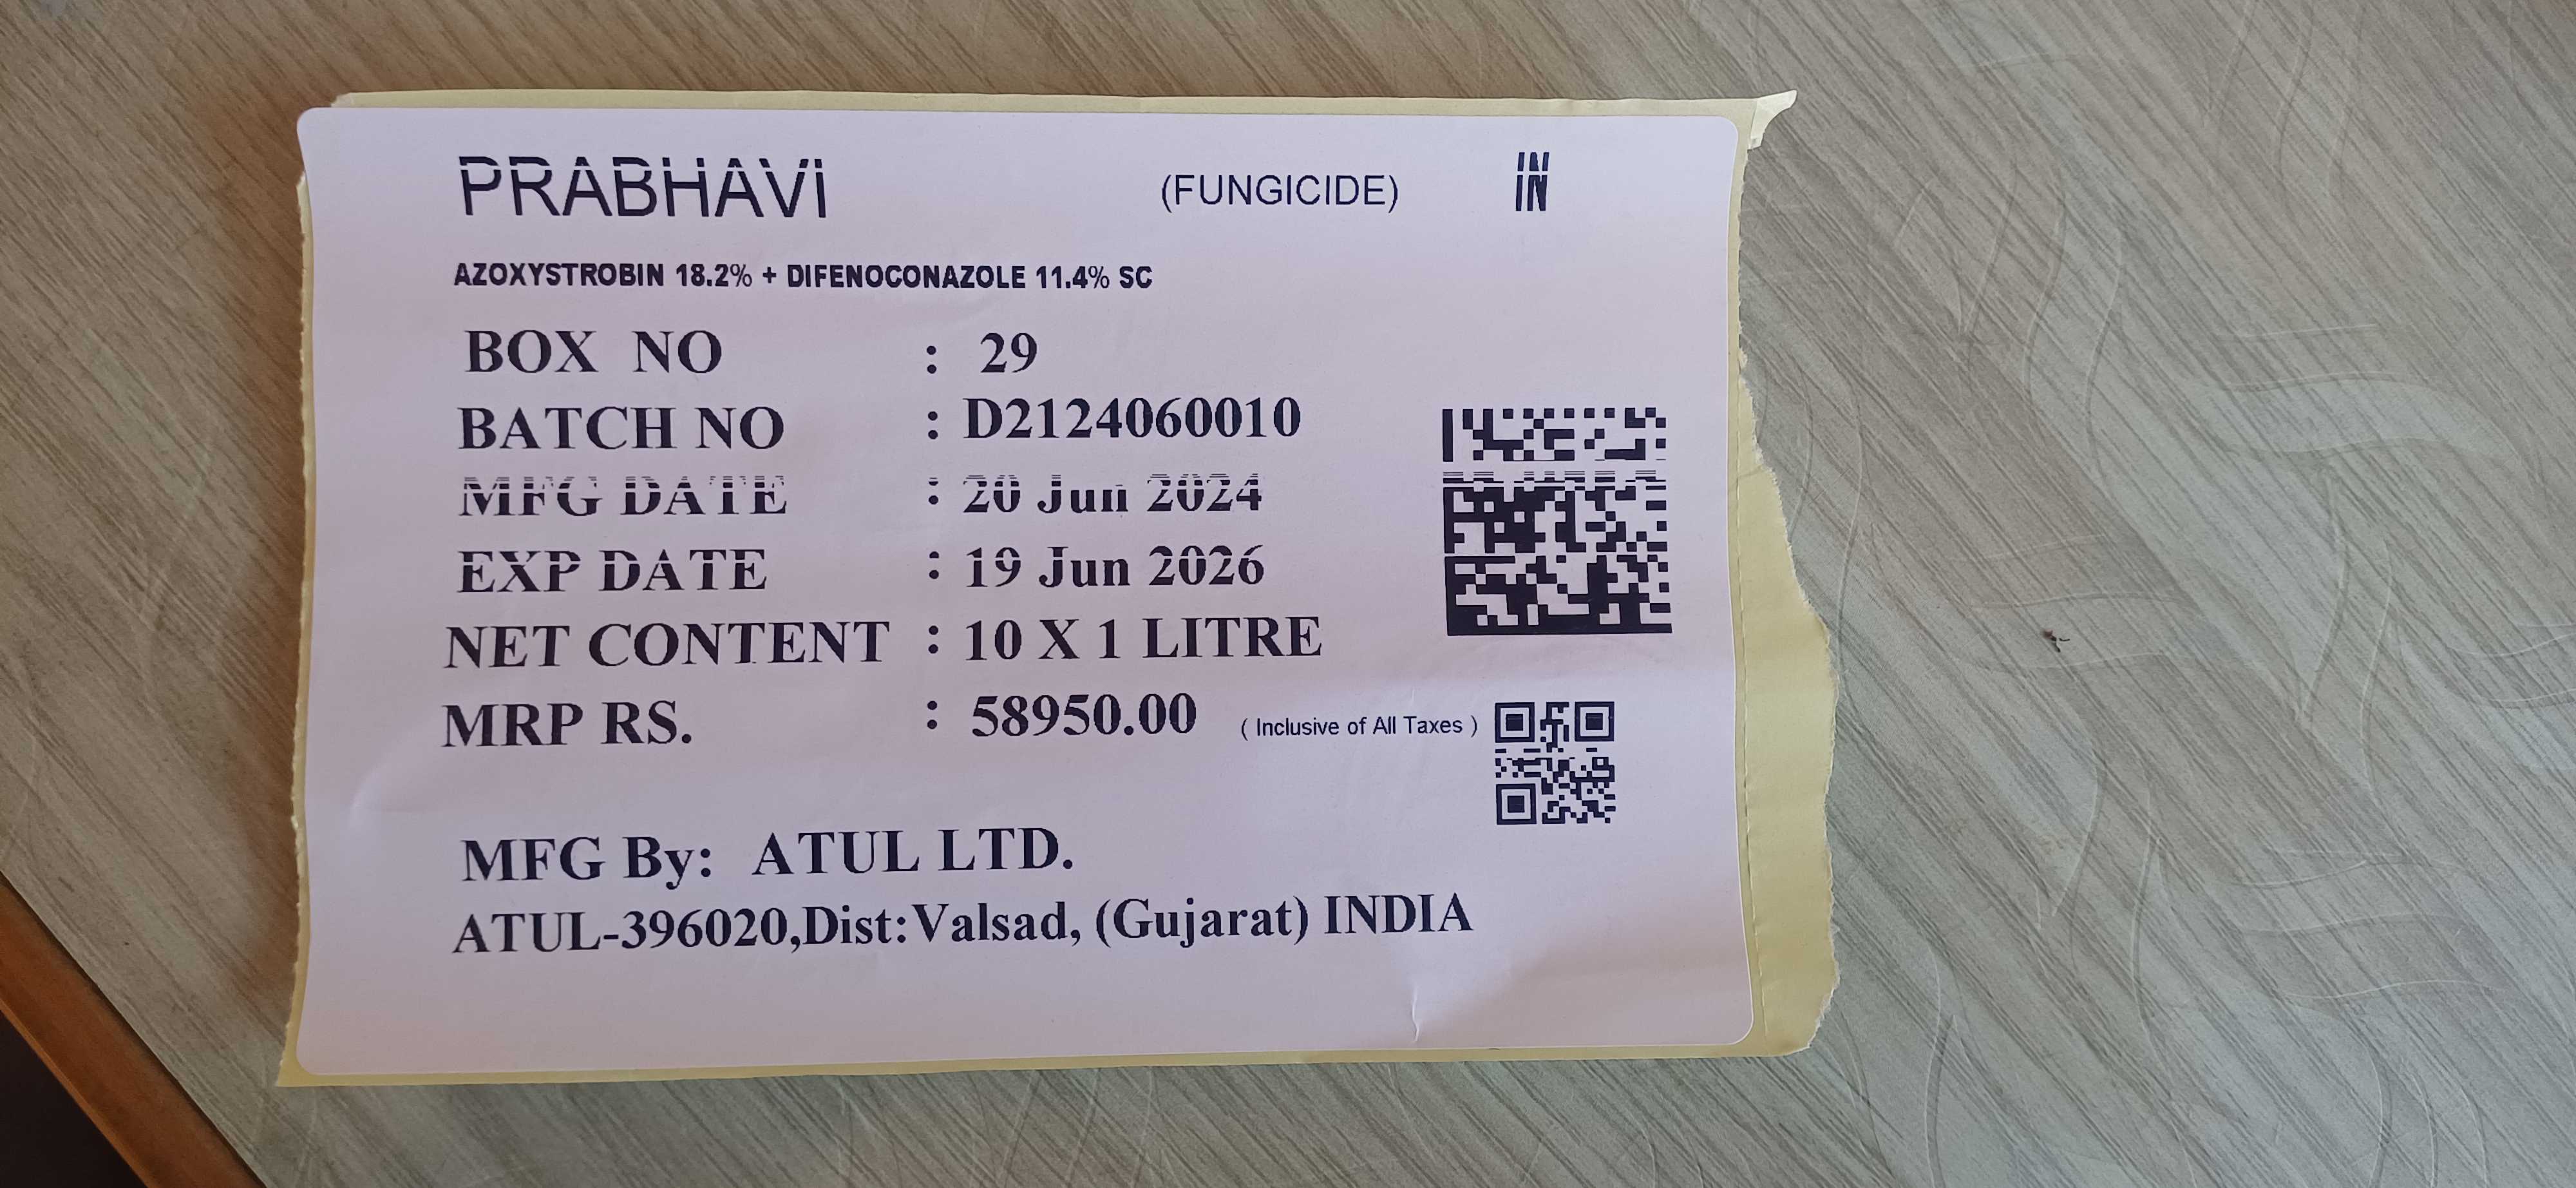 PRABHAVI (FUNGICIDE) IN
AZOXYSTROBIN 18.2% + DIFENOCONAZOLE 11.4% SC
BOX NO : 29
BATCH NO : D2124060010
MFG DATE : 20 Jun 2024
EXP DATE : 19 Jun 2026
NET CONTENT : 10 X 1 LITRE
MRP RS. : 58950.00 ( Inclusive of All Taxes )
MFG By: ATUL LTD.
ATUL-396020,Dist:Valsad, (Gujarat) INDIA